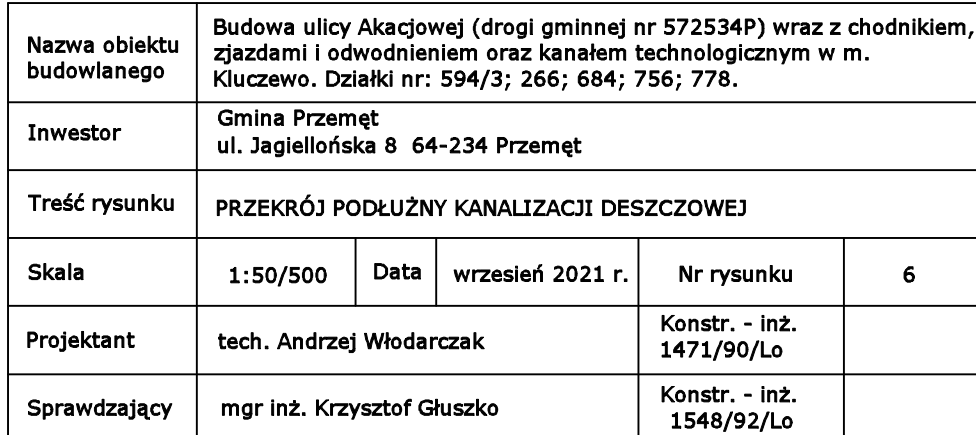 Nazwa obiektu budowlanego
Budowa ulicy Akacjowej (drogi gminnej nr 572534P) wraz z chodnikiem,
zjazdami i odwodnieniem oraz kanałem technologicznym w m.
Kluczewo. Działki nr: 594/3; 266; 684; 756; 778.
Inwestor
Gmina Przemęt
ul. Jagiellońska 8  64-234 Przemęt
Treść rysunku
PRZEKRÓJ PODŁUŻNY KANALIZACJI DESZCZOWEJ
Skala 1:50/500 Data wrzesień 2021 r. Nr rysunku 6
Projektant tech. Andrzej Włodarczak
Konstr. - inż.
1471/90/Lo
Sprawdzający mgr inż. Krzysztof Głuszko
Konstr. - inż.
1548/92/Lo